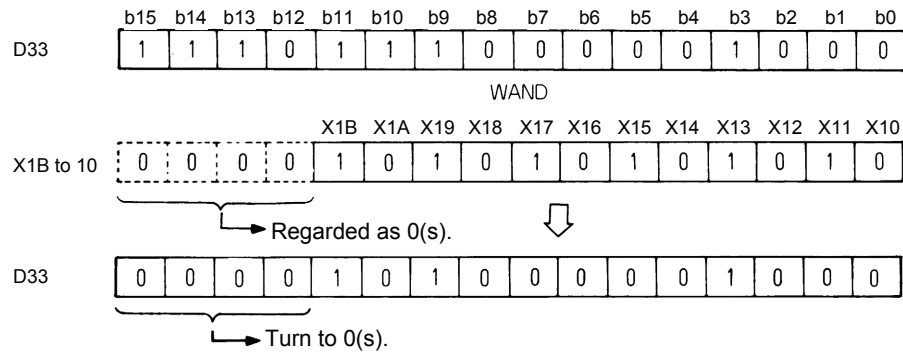 b15 b14 b13 b12 b11 b10 b9 b8 b7 b6 b5 b4 b3 b2 b1 b0
D33 1 1 1 0 1 1 1 0 0 0 0 0 1 0 0 0
WAND
X1B X1A X19 X18 X17 X16 X15 X14 X13 X12 X11 X10
X1B to 10 0 0 0 0 1 0 1 0 1 0 1 0 1 0 1 0
Regarded as 0(s).
D33 0 0 0 0 1 0 1 0 0 0 0 0 1 0 0 0
Turn to 0(s).